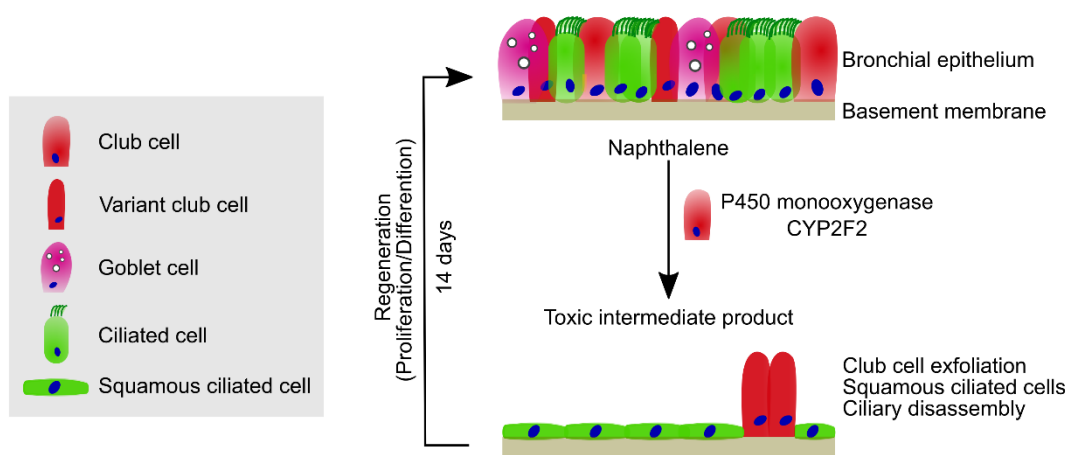 Club cell
Variant club cell
Goblet cell
Ciliated cell
Squamous ciliated cell
Regeneration
(Proliferation/Differention)
14 days
Bronchial epithelium
Basement membrane
Naphthalene
P450 monooxygenase
CYP2F2
Toxic intermediate product
Club cell exfoliation
Squamous ciliated cells
Ciliary disassembly